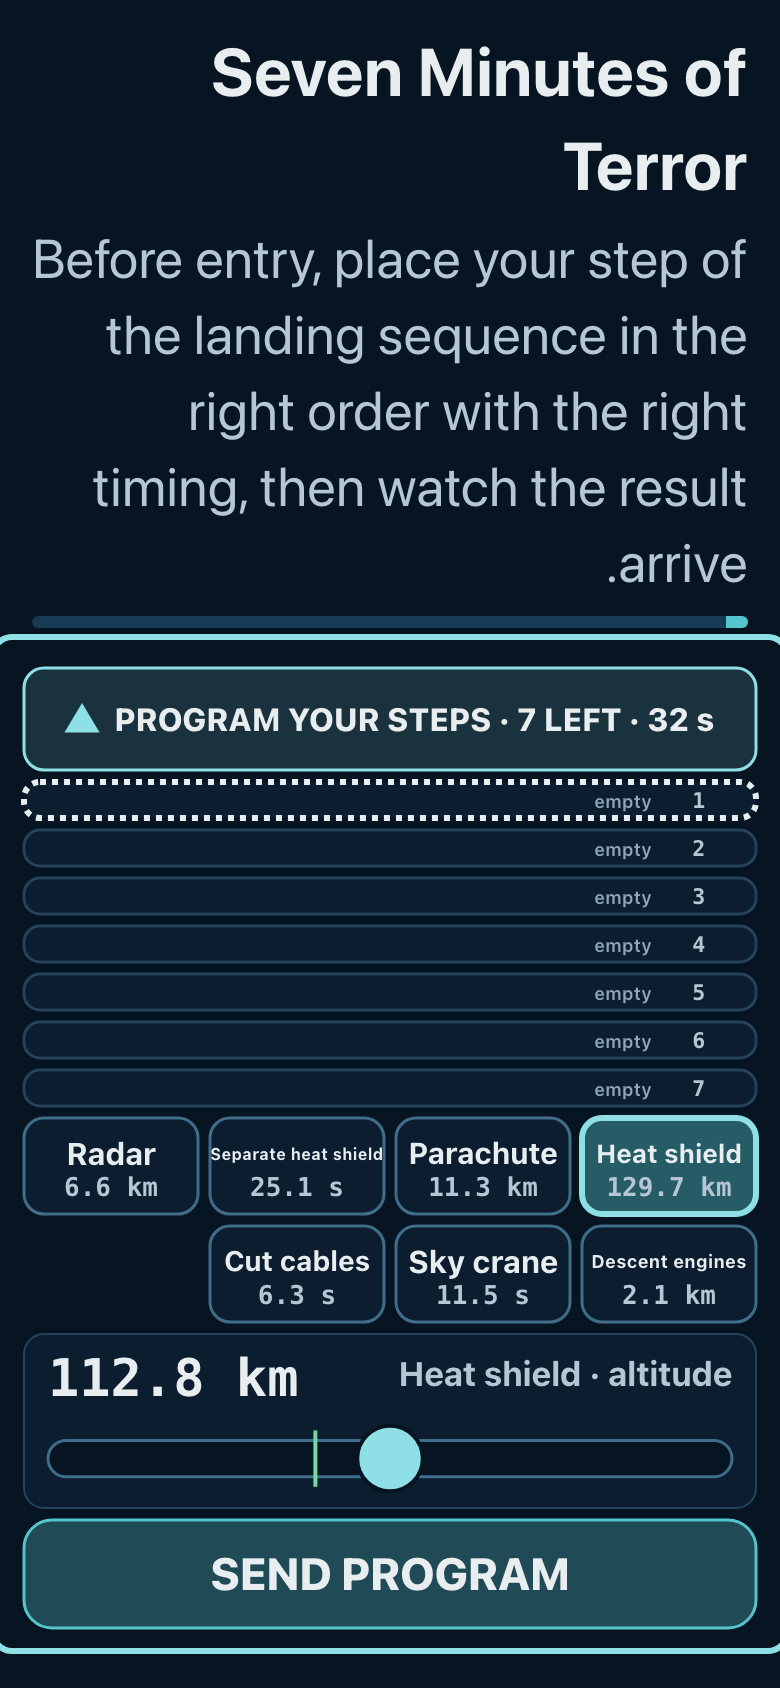 Seven Minutes of
Terror
Before entry, place your step of
the landing sequence in the
right order with the right
timing, then watch the result
.arrive
PROGRAM YOUR STEPS · 7 LEFT · 32 s
empty 1
empty 2
empty 3
empty 4
empty 5
empty 6
empty 7
Radar Separate heat shield Parachute Heat shield
6.6 km 25.1 s 11.3 km 129.7 km
Cut cables Sky crane Descent engines
6.3 s 11.5 s 2.1 km
112.8 km Heat shield · altitude
SEND PROGRAM